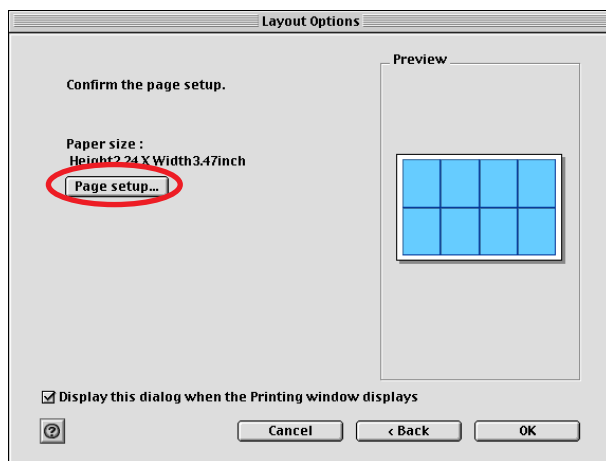 Layout Options
Preview
Confirm the page setup.
Paper size :
Height2.24 X Width3.47inch
Page setup...
Display this dialog when the Printing window displays
?
Cancel
< Back
OK